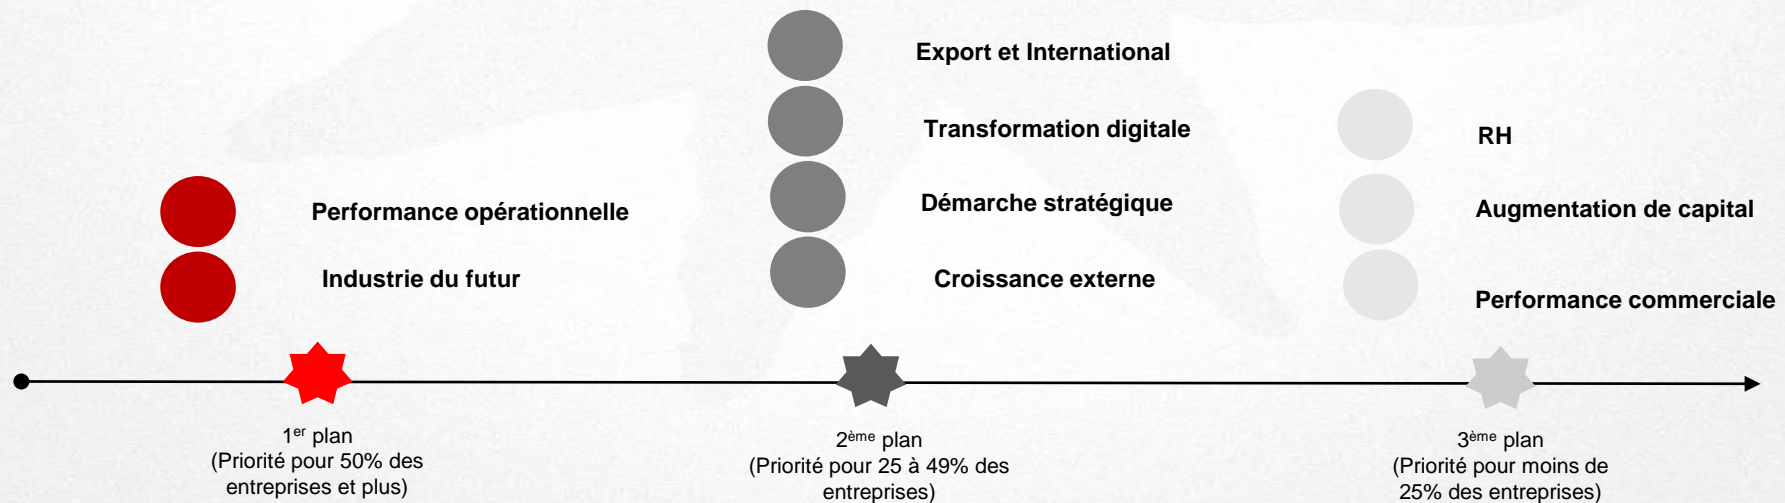 Performance opérationnelle
Industrie du futur
Export et International
Transformation digitale
Démarche stratégique
Croissance externe
RH
Augmentation de capital
Performance commerciale
1er plan
(Priorité pour 50% des
entreprises et plus)
2ème plan
(Priorité pour 25 à 49% des
entreprises)
3ème plan
(Priorité pour moins de
25% des entreprises)